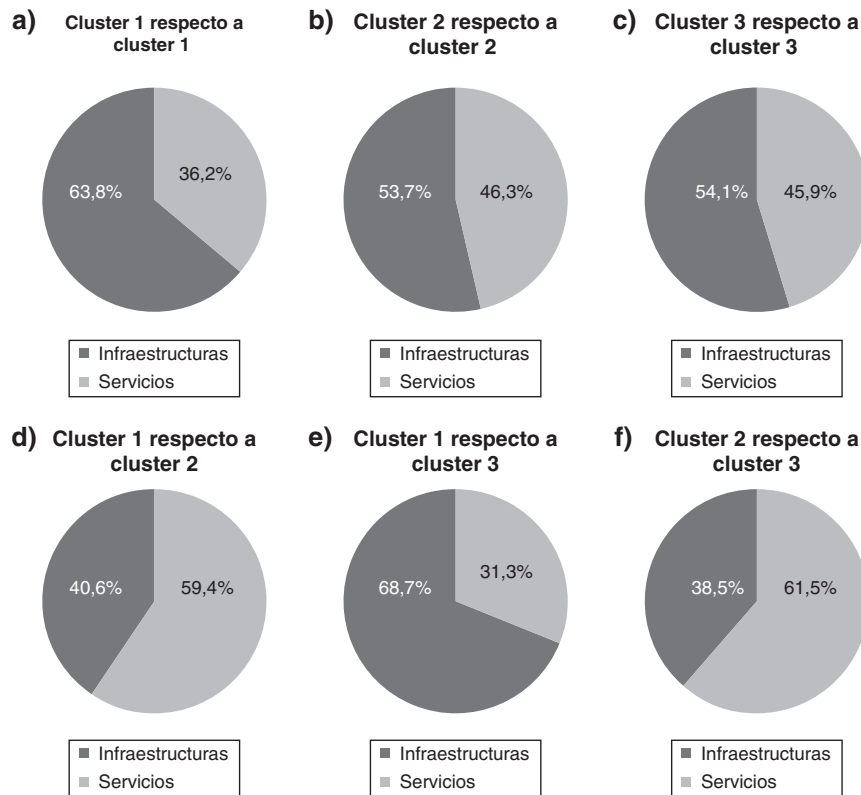 a) Cluster 1 respecto a
cluster 1
63,8%
36,2%
Infraestructuras
Servicios
b) Cluster 2 respecto a
cluster 2
53,7%
46,3%
Infraestructuras
Servicios
c) Cluster 3 respecto a
cluster 3
54,1%
45,9%
Infraestructuras
Servicios
d) Cluster 1 respecto a
cluster 2
40,6%
59,4%
Infraestructuras
Servicios
e) Cluster 1 respecto a
cluster 3
68,7%
31,3%
Infraestructuras
Servicios
f) Cluster 2 respecto a
cluster 3
38,5%
61,5%
Infraestructuras
Servicios